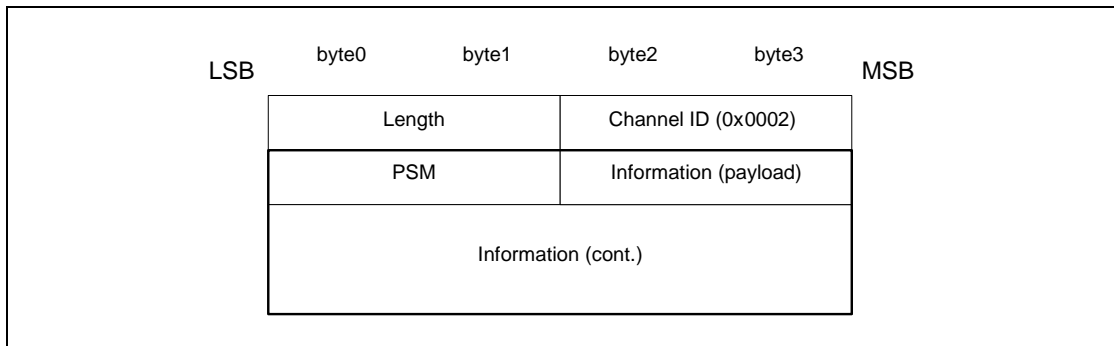 LSB byte0 byte1 byte2 byte3 MSB
Length Channel ID (0x0002)
PSM Information (payload)
Information (cont.)